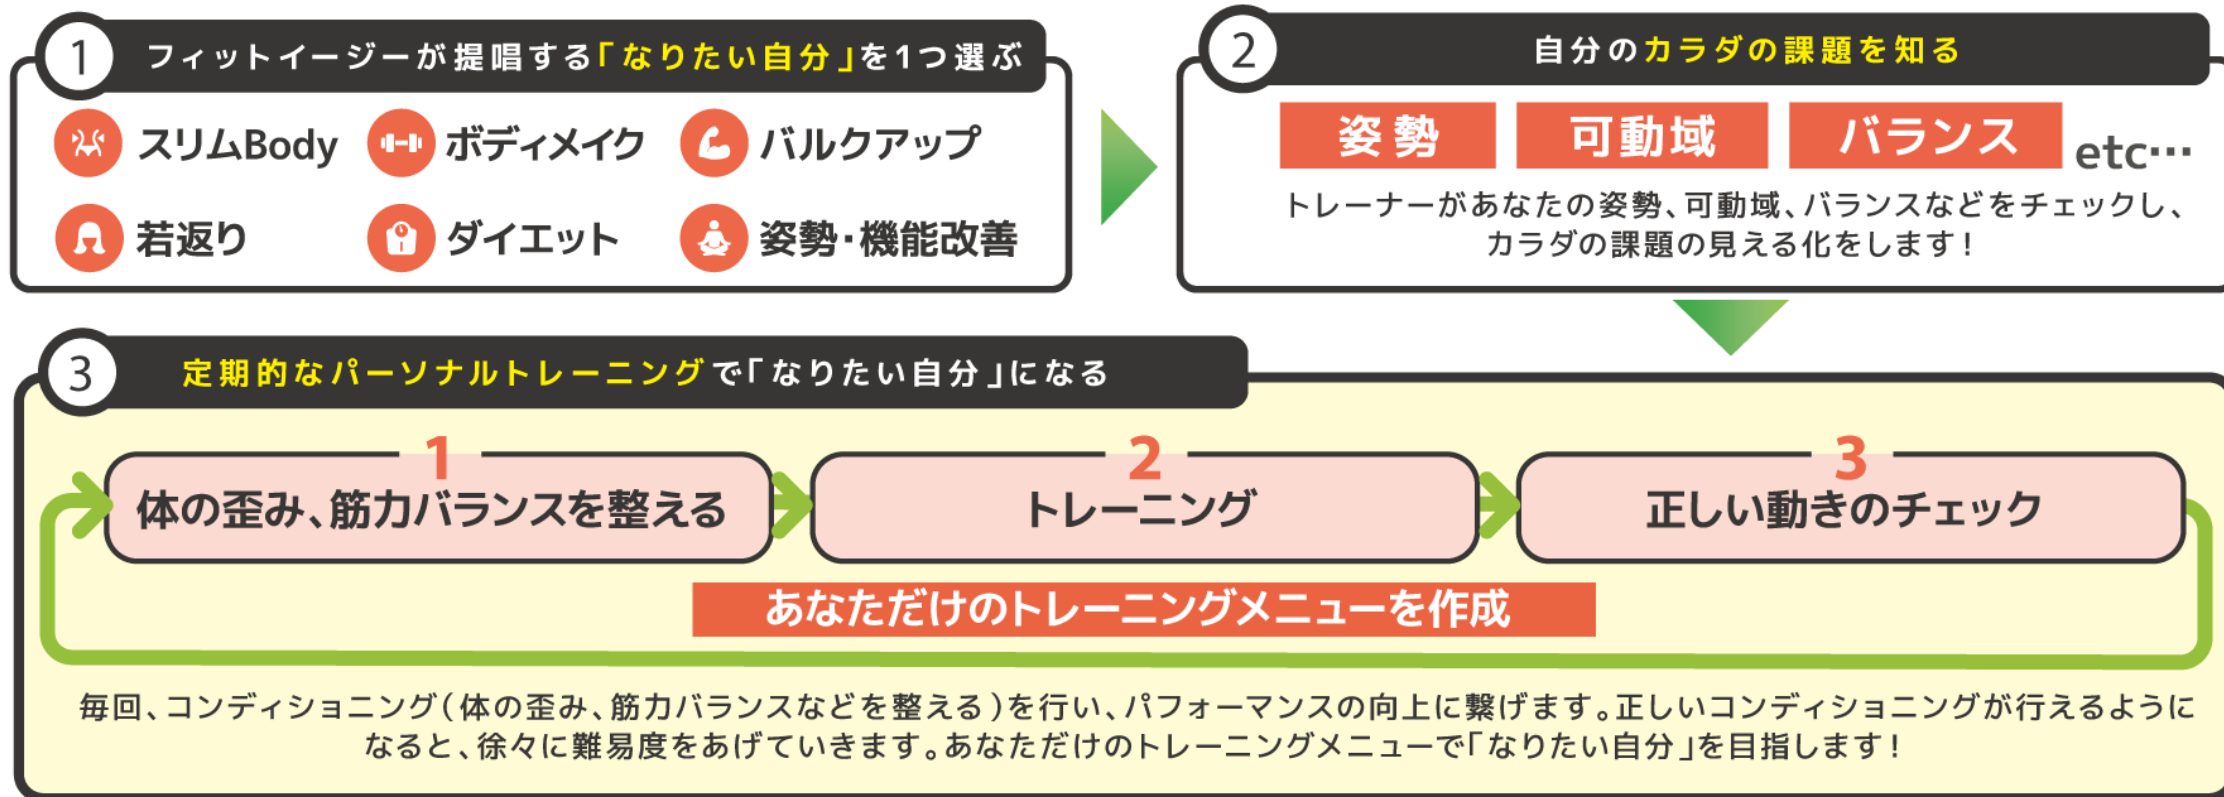 1
フィットイージーが提唱する「なりたい自分」を1つ選ぶ
スリムBody
ボディメイク
バルクアップ
若返り
ダイエット
姿勢・機能改善
2
自分のカラダの課題を知る
姿勢
可動域
バランス
etc…
トレーナーがあなたの姿勢、可動域、バランスなどをチェックし、
カラダの課題の見える化をします!
3
定期的なパーソナルトレーニングで「なりたい自分」になる
1
体の歪み、筋力バランスを整える
2
トレーニング
3
正しい動きのチェック
あなただけのトレーニングメニューを作成
毎回、コンディショニング(体の歪み、筋力バランスなどを整える)を行い、パフォーマンスの向上に繋げます。正しいコンディショニングが行えるように
なると、徐々に難易度をあげていきます。あなただけのトレーニングメニューで「なりたい自分」を目指します!